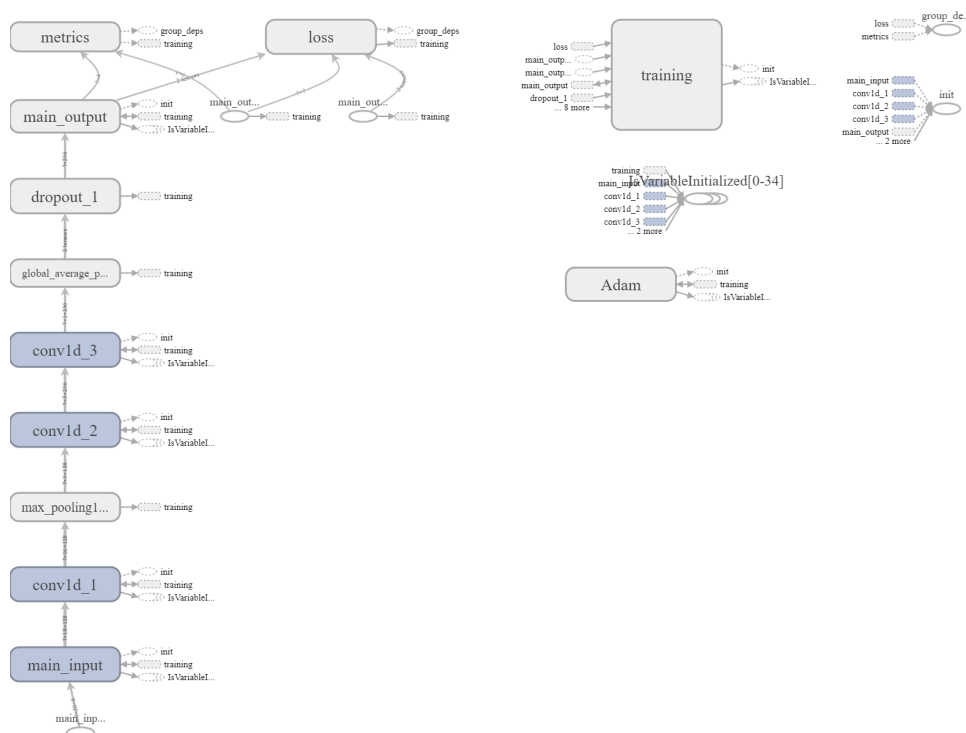 metrics
group_deps
training
loss
group_deps
training
main_output
init
training
IsVariableI...
main_out...
training
main_out...
training
dropout_1
training
global_average_p...
training
conv1d_3
init
training
IsVariableI...
conv1d_2
init
training
IsVariableI...
max_pooling1...
training
conv1d_1
init
training
IsVariableI...
main_input
init
training
IsVariableI...
main_inp...
loss
main_outp...
main_outp...
main_output
dropout_1
... 8 more
training
init
IsVariableI...
training
main_input
conv1d_1
conv1d_2
conv1d_3
... 2 more
IsVariableInitialized[0-34]
Adam
init
training
IsVariableI...
group_de.
loss
metrics
main_input
conv1d_1
conv1d_2
conv1d_3
main_output
... 2 more
init